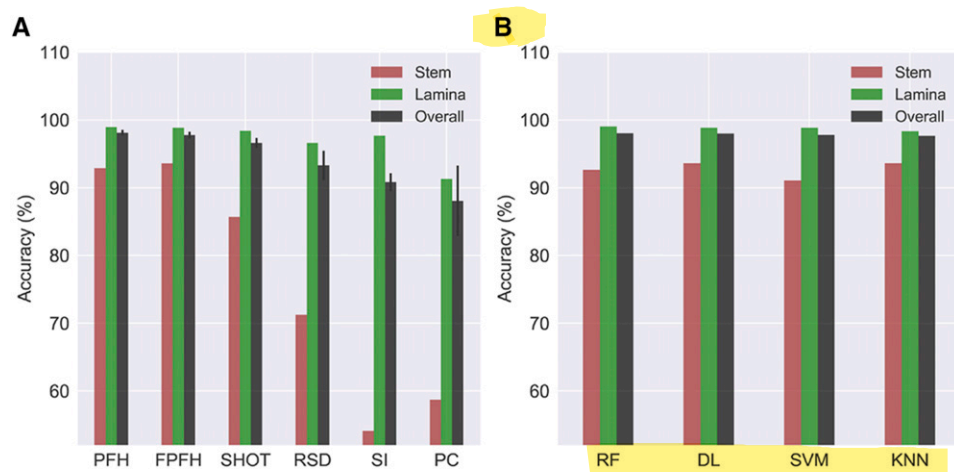 A
B
110
100
90
80
70
60
Accuracy (%)
Stem
Lamina
Overall
PFH FPFH SHOT RSD SI PC
110
100
90
80
70
60
Accuracy (%)
Stem
Lamina
Overall
RF DL SVM KNN